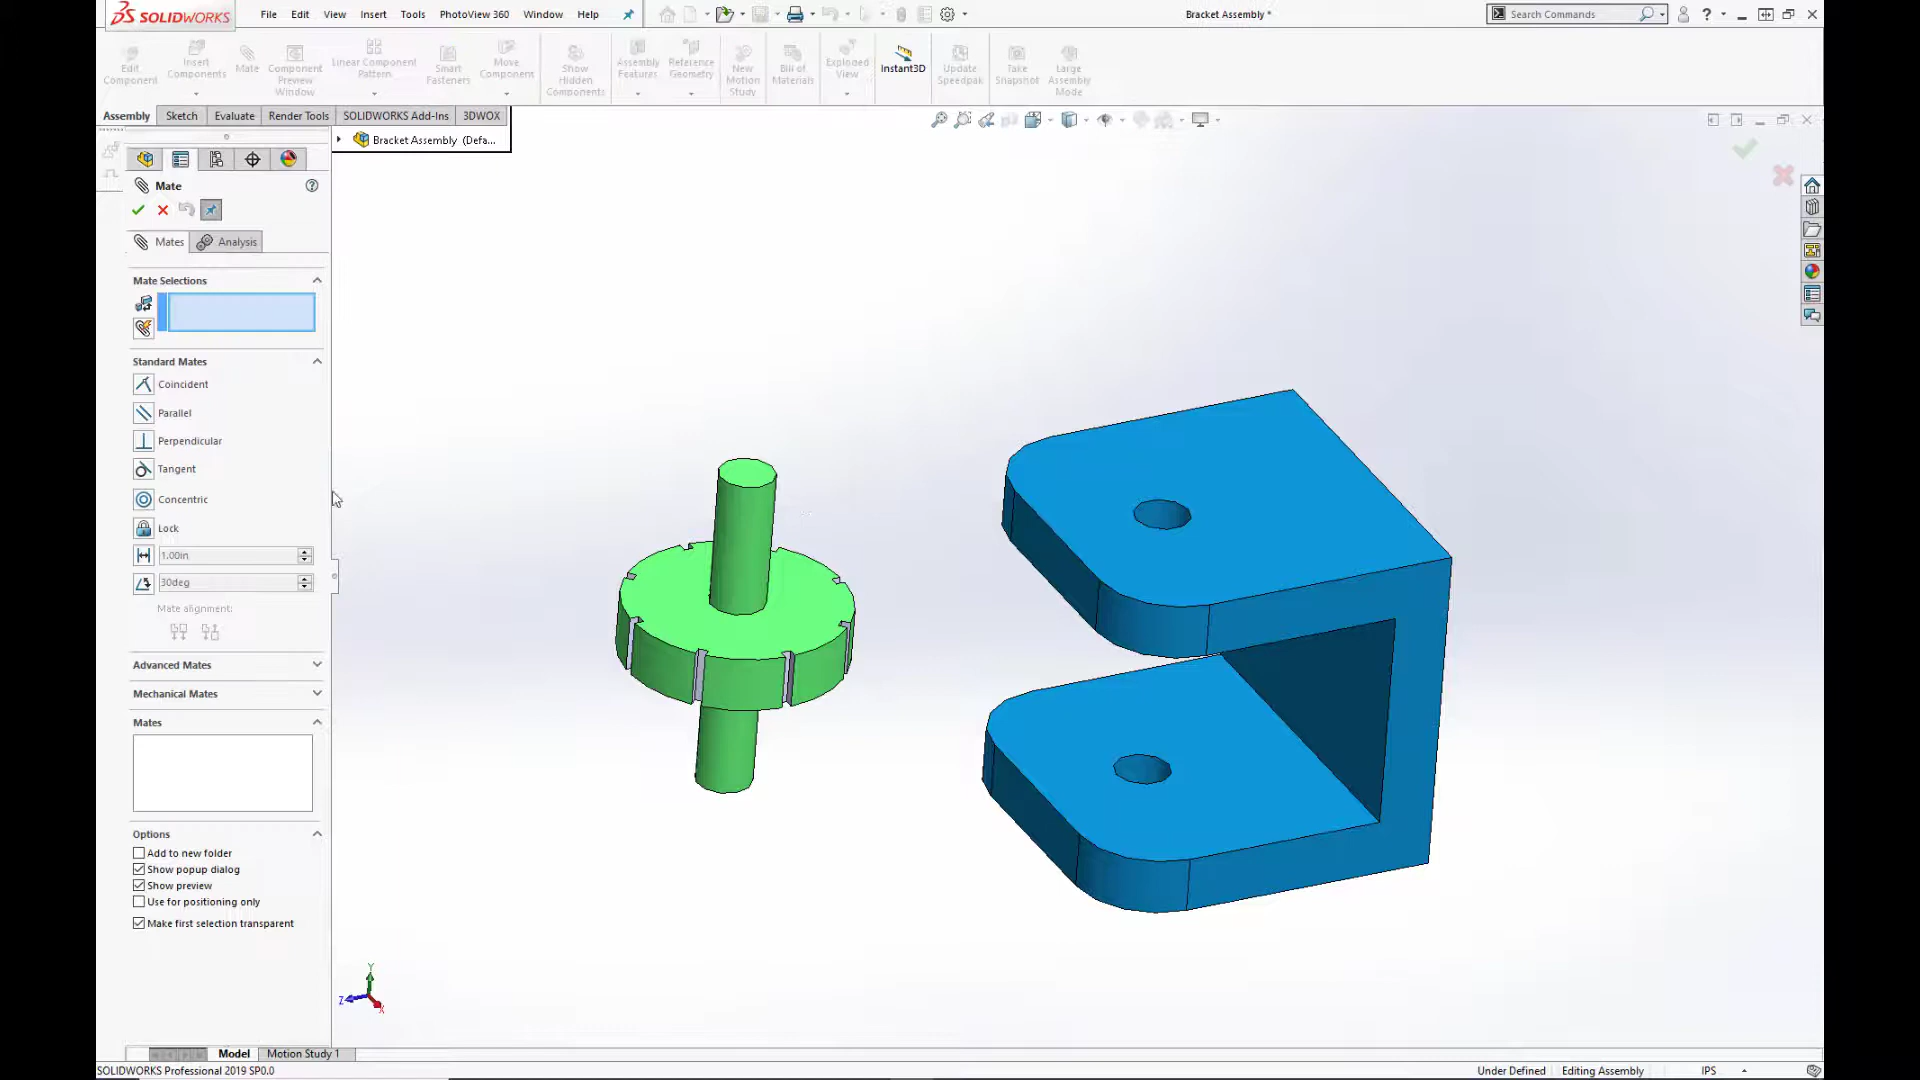 SOLIDWORKS File Edit View Insert Tools PhotoView 360 Window Help Bracket Assembly * Search Commands ?
Edit Component
Insert Components
Mate
Component Preview Window
Linear Component Pattern
Smart Fasteners
Move Component
Show Hidden Components
Assembly Features
Reference Geometry
New Motion Study
Bill of Materials
Exploded View
Instant3D
Update Speedpak
Take Snapshot
Large Assembly Mode
Assembly Sketch Evaluate Render Tools SOLIDWORKS Add-Ins 3DWOX
Bracket Assembly (Defa...
Mate
Mates Analysis
Mate Selections
Standard Mates
Coincident
Parallel
Perpendicular
Tangent
Concentric
Lock
1.00in
30deg
Mate alignment:
Advanced Mates
Mechanical Mates
Mates
Options
Add to new folder
Show popup dialog
Show preview
Use for positioning only
Make first selection transparent
Y
Z
X
Model Motion Study 1
SOLIDWORKS Professional 2019 SP0.0 Under Defined Editing Assembly IPS